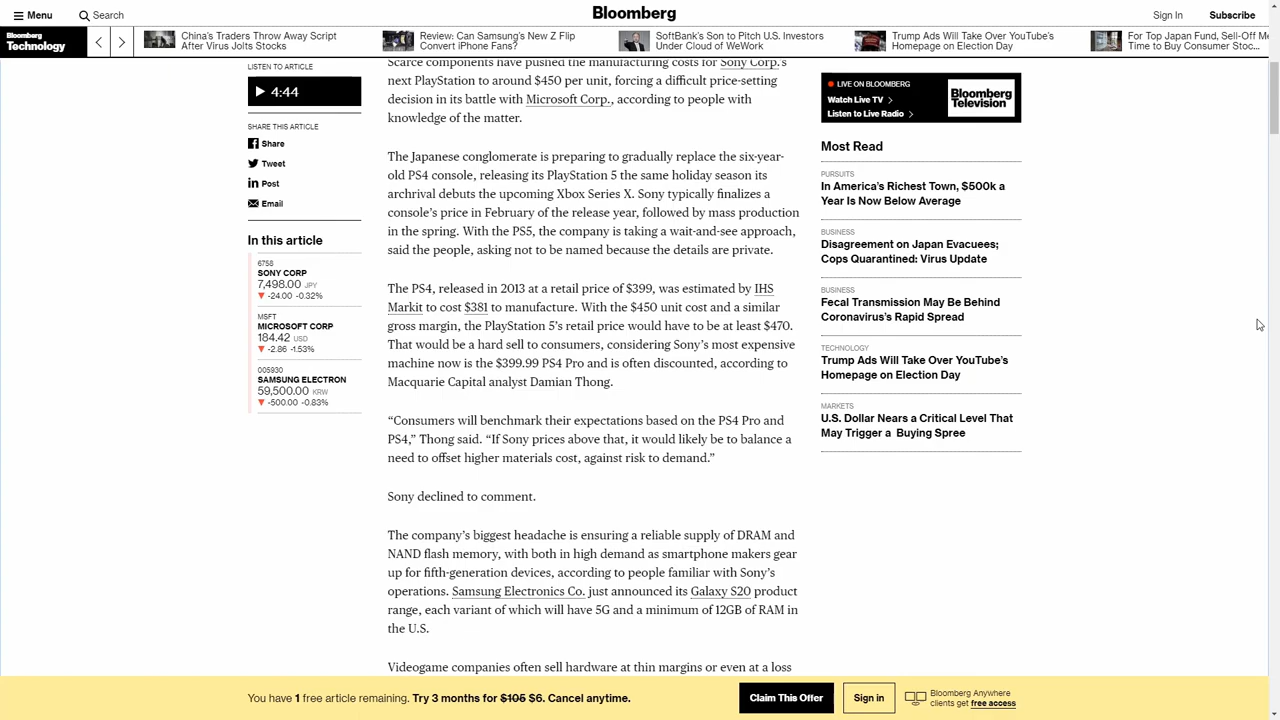 Menu
Search
Bloomberg
Sign In
Subscribe
Bloomberg
Technology
China's Traders Throw Away Script
After Virus Jolts Stocks
Review: Can Samsung's New Z Flip
Convert iPhone Fans?
SoftBank's Son to Pitch U.S. Investors
Under Cloud of WeWork
Trump Ads Will Take Over YouTube's
Homepage on Election Day
For Top Japan Fund, Sell-Off Me
Time to Buy Consumer Stoc...
LISTEN TO ARTICLE
4:44
SHARE THIS ARTICLE
Share
Tweet
Post
Email
In this article
6758
SONY CORP
7,498.00 JPY
-24.00 -0.32%
MSFT
MICROSOFT CORP
184.42 USD
-2.86 -1.53%
005930
SAMSUNG ELECTRON
59,500.00 KRW
-500.00 -0.83%
Scarce components have pushed the manufacturing costs for Sony Corp.'s
next PlayStation to around $450 per unit, forcing a difficult price-setting
decision in its battle with Microsoft Corp., according to people with
knowledge of the matter.
The Japanese conglomerate is preparing to gradually replace the six-year-
old PS4 console, releasing its PlayStation 5 the same holiday season its
archrival debuts the upcoming Xbox Series X. Sony typically finalizes a
console's price in February of the release year, followed by mass production
in the spring. With the PS5, the company is taking a wait-and-see approach,
said the people, asking not to be named because the details are private.
The PS4, released in 2013 at a retail price of $399, was estimated by IHS
Markit to cost $381 to manufacture. With the $450 unit cost and a similar
gross margin, the PlayStation 5's retail price would have to be at least $470.
That would be a hard sell to consumers, considering Sony's most expensive
machine now is the $399.99 PS4 Pro and is often discounted, according to
Macquarie Capital analyst Damian Thong.
“Consumers will benchmark their expectations based on the PS4 Pro and
PS4,” Thong said. “If Sony prices above that, it would likely be to balance a
need to offset higher materials cost, against risk to demand.”
Sony declined to comment.
The company's biggest headache is ensuring a reliable supply of DRAM and
NAND flash memory, with both in high demand as smartphone makers gear
up for fifth-generation devices, according to people familiar with Sony's
operations. Samsung Electronics Co. just announced its Galaxy S20 product
range, each variant of which will have 5G and a minimum of 12GB of RAM in
the U.S.
Videogame companies often sell hardware at thin margins or even at a loss
LIVE ON BLOOMBERG
Watch Live TV
Listen to Live Radio
Bloomberg
Television
Most Read
PURSUITS
In America's Richest Town, $500k a
Year Is Now Below Average
BUSINESS
Disagreement on Japan Evacuees;
Cops Quarantined: Virus Update
BUSINESS
Fecal Transmission May Be Behind
Coronavirus's Rapid Spread
TECHNOLOGY
Trump Ads Will Take Over YouTube's
Homepage on Election Day
MARKETS
U.S. Dollar Nears a Critical Level That
May Trigger a Buying Spree
You have 1 free article remaining. Try 3 months for $105 $6. Cancel anytime.
Claim This Offer
Sign in
Bloomberg Anywhere
clients get free access